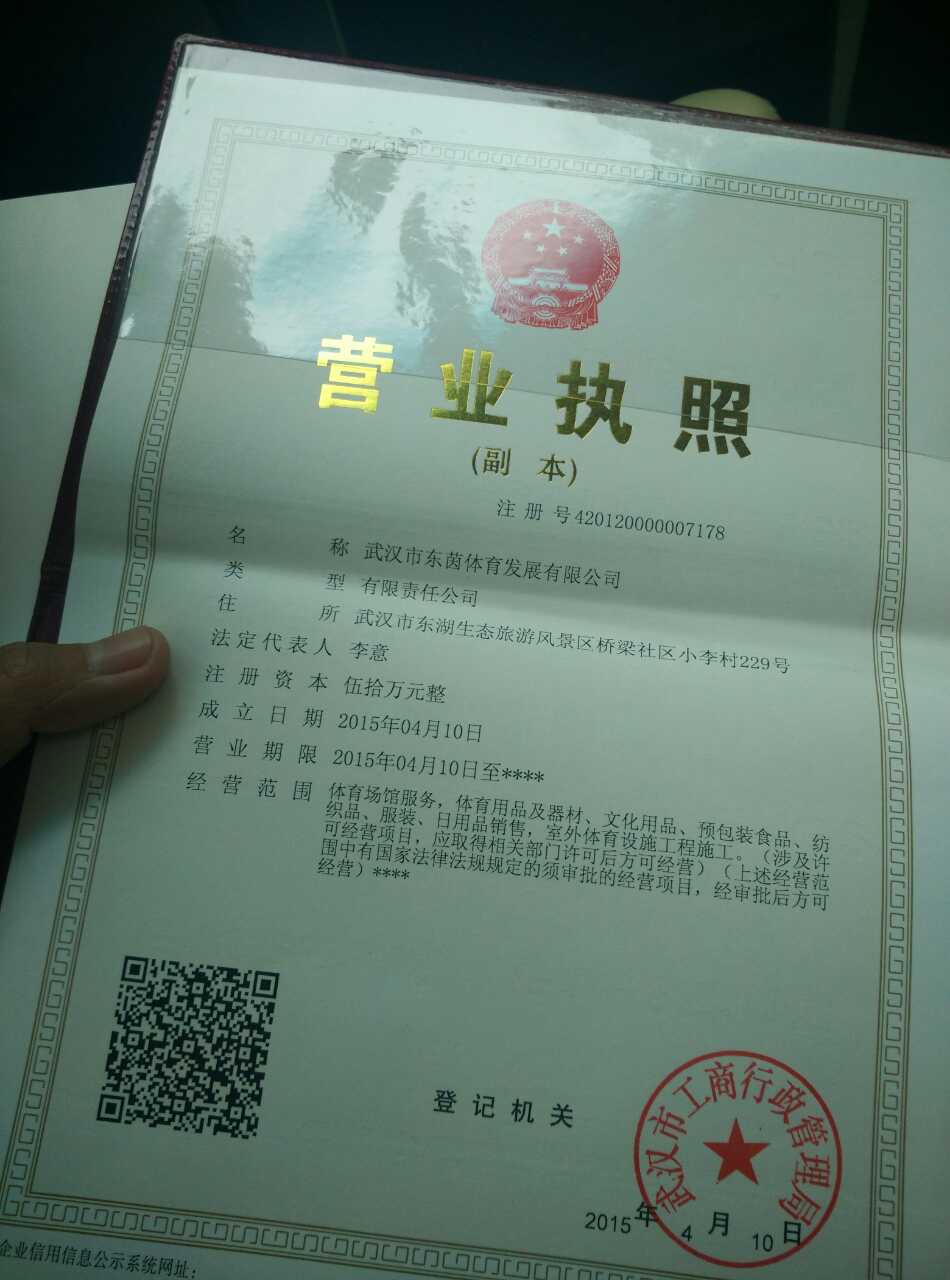 营业执照
(副 本)
注 册 号420120000007178
名 称 武汉市东茵体育发展有限公司
类 型 有限责任公司
住 所 武汉市东湖生态旅游风景区桥梁社区小李村229号
法定代表人 李意
注 册 资 本 伍拾万元整
成 立 日 期 2015年04月10日
营 业 期 限 2015年04月10日至****
经 营 范 围 体育场馆服务，体育用品及器材、文化用品、预包装食品、纺
织品、服装、日用品销售，室外体育设施工程施工。（涉及许
可经营项目，应取得相关部门许可后方可经营）（上述经营范
围中有国家法律法规规定的须审批的经营项目，经审批后方可
经营）****
登 记 机 关
武汉市工商行政管理局
2015年 4 月 10 日
企业信用信息公示系统网址：